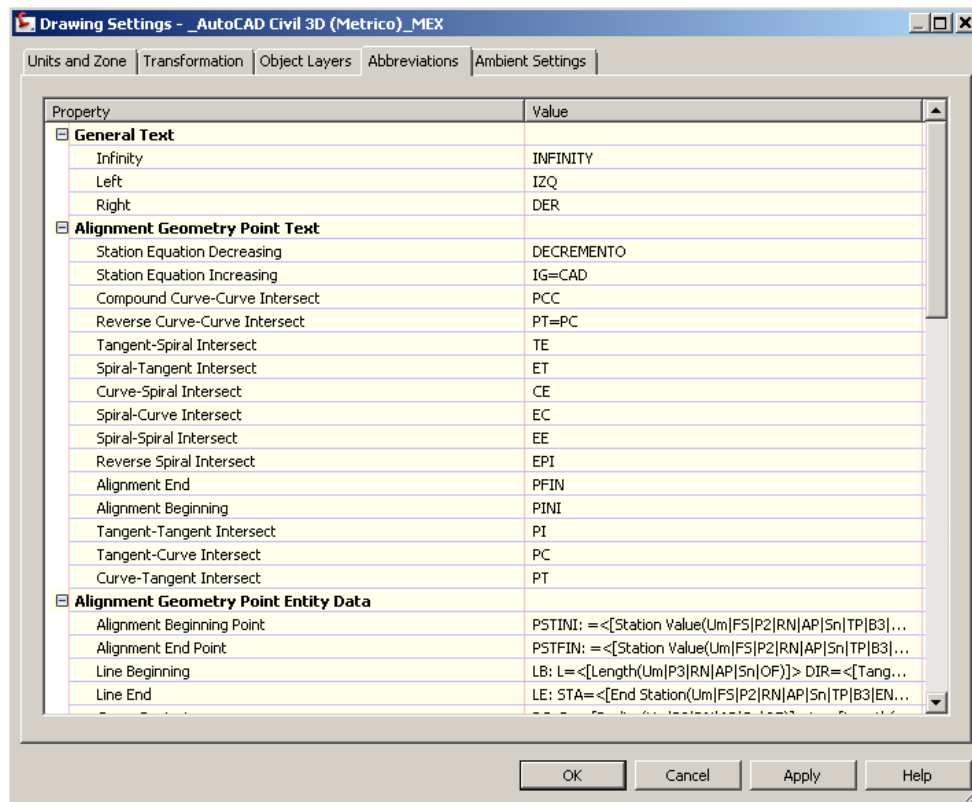 Drawing Settings - _AutoCAD Civil 3D (Metrico)_MEX
Units and Zone Transformation Object Layers Abbreviations Ambient Settings
Property Value
General Text
Infinity INFINITY
Left IZQ
Right DER
Alignment Geometry Point Text
Station Equation Decreasing DECREMENTO
Station Equation Increasing IG=CAD
Compound Curve-Curve Intersect PCC
Reverse Curve-Curve Intersect PT=PC
Tangent-Spiral Intersect TE
Spiral-Tangent Intersect ET
Curve-Spiral Intersect CE
Spiral-Curve Intersect EC
Spiral-Spiral Intersect EE
Reverse Spiral Intersect EPI
Alignment End PFIN
Alignment Beginning PINI
Tangent-Tangent Intersect PI
Tangent-Curve Intersect PC
Curve-Tangent Intersect PT
Alignment Geometry Point Entity Data
Alignment Beginning Point PSTINI: =<[Station Value(Um|FS|P2|RN|AP|Sn|TP|B3|...
Alignment End Point PSTFIN: =<[Station Value(Um|FS|P2|RN|AP|Sn|TP|B3|...
Line Beginning LB: L=<[Length(Um|P3|RN|AP|Sn|OF)]> DIR=<[Tang...
Line End LE: STA=<[End Station(Um|FS|P2|RN|AP|Sn|TP|B3|EN...
OK Cancel Apply Help